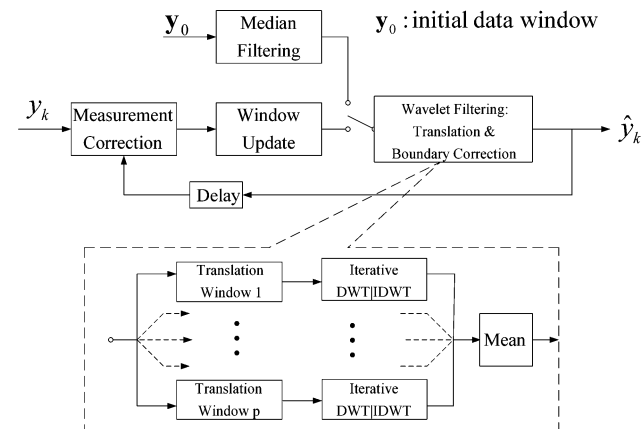 y₀
Median
Filtering
y₀ : initial data window
yₖ
Measurement
Correction
Window
Update
Wavelet Filtering:
Translation &
Boundary Correction
ŷₖ
Delay
Translation
Window 1
Iterative
DWT|IDWT
Mean
Translation
Window p
Iterative
DWT|IDWT